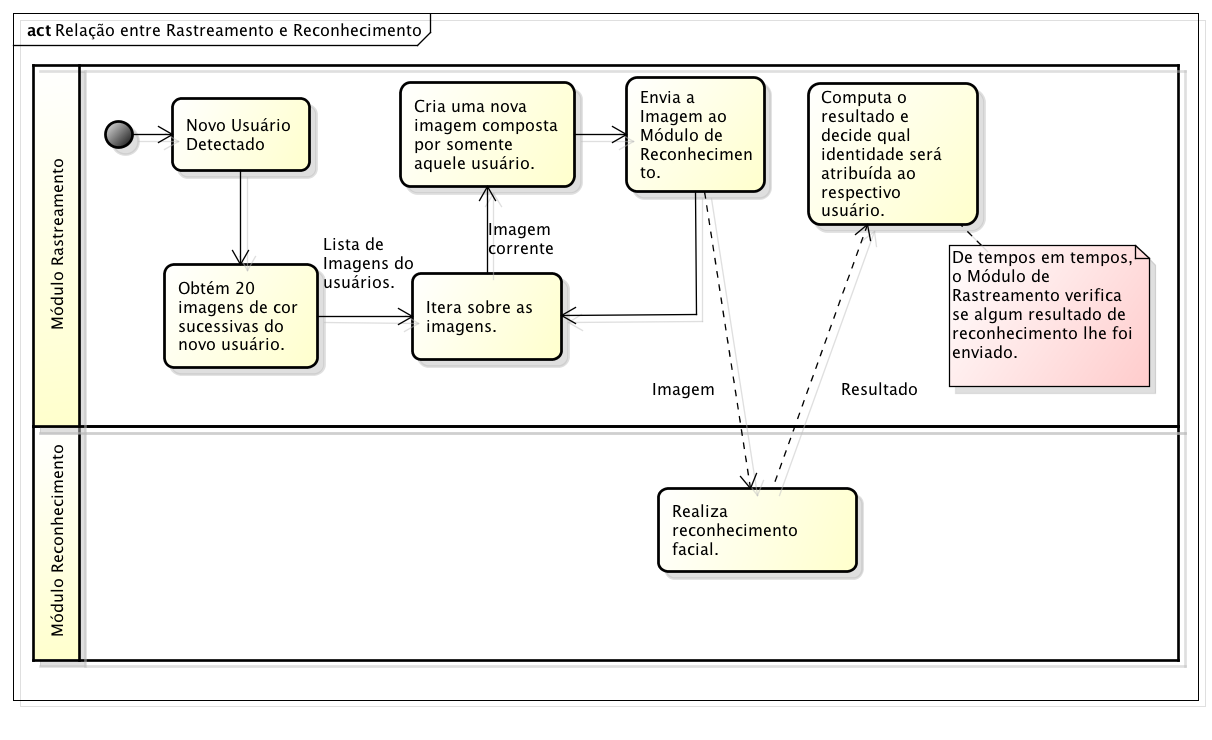 act Relação entre Rastreamento e Reconhecimento
Módulo Rastreamento
Novo Usuário
Detectado
Obtém 20
imagens de cor
sucessivas do
novo usuário.
Lista de
Imagens do
usuários.
Itera sobre as
imagens.
Imagem
corrente
Cria uma nova
imagem composta
por somente
aquele usuário.
Envia a
Imagem ao
Módulo de
Reconhecimen
to.
Computa o
resultado e
decide qual
identidade será
atribuída ao
respectivo
usuário.
De tempos em tempos,
o Módulo de
Rastreamento verifica
se algum resultado de
reconhecimento lhe foi
enviado.
Imagem
Resultado
Módulo Reconhecimento
Realiza
reconhecimento
facial.